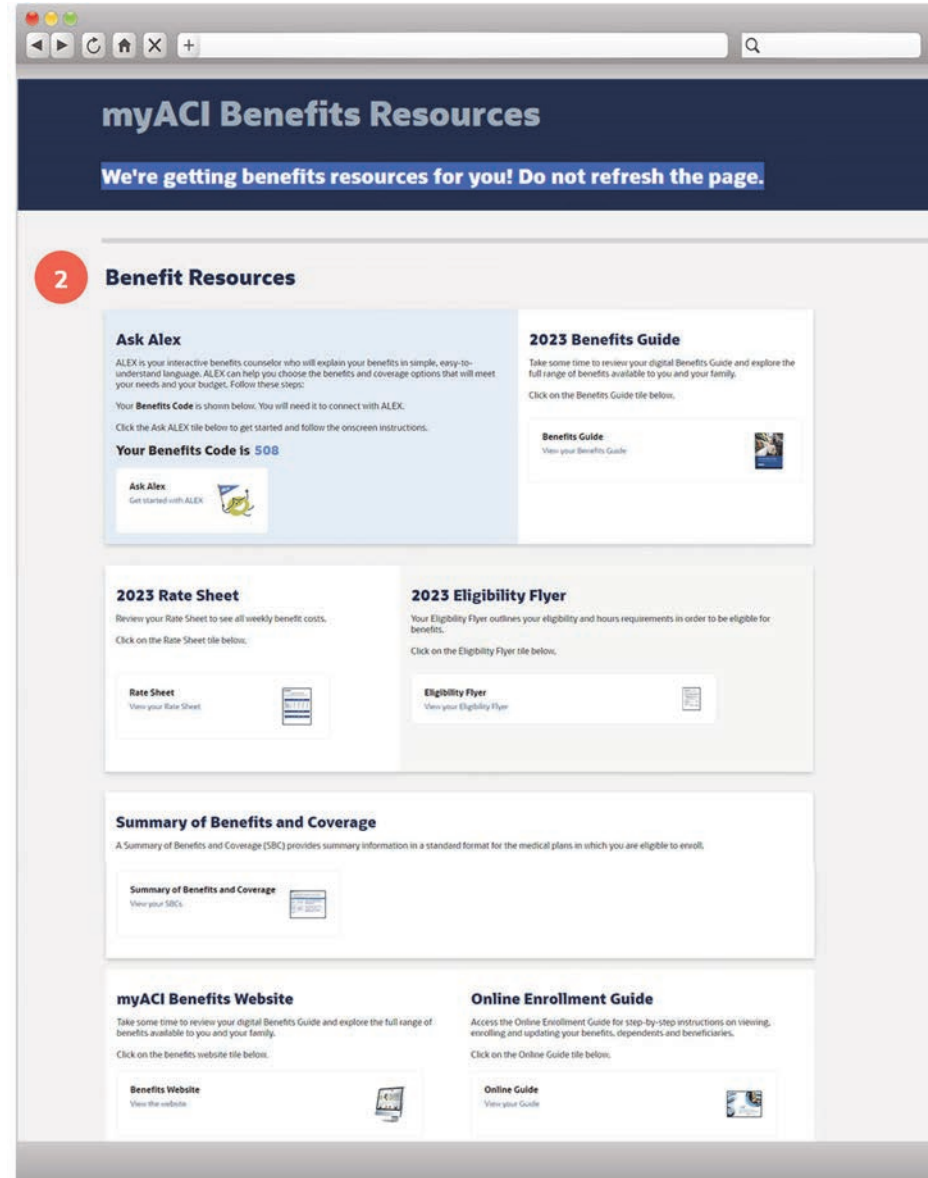 myACI Benefits Resources
We're getting benefits resources for you! Do not refresh the page.
2
Benefit Resources
Ask Alex
ALEX is your interactive benefits counselor who will explain your benefits in simple, easy-to-
understand language. ALEX can help you choose the benefits and coverage options that will meet
your needs and your budget. Follow these steps:
Your Benefits Code is shown below. You will need it to connect with ALEX.
Click the Ask ALEX tile below to get started and follow the onscreen instructions.
Your Benefits Code is 508
Ask Alex
Get started with ALEX
2023 Benefits Guide
Take some time to review your digital Benefits Guide and explore the
full range of benefits available to you and your family.
Click on the Benefits Guide tile below.
Benefits Guide
View your Benefits Guide
2023 Rate Sheet
Review your Rate Sheet to see all weekly benefit costs.
Click on the Rate Sheet tile below.
Rate Sheet
View your Rate Sheet
2023 Eligibility Flyer
Your Eligibility Flyer outlines your eligibility and hours requirements in order to be eligible for
benefits.
Click on the Eligibility Flyer tile below.
Eligibility Flyer
View your Eligibility Flyer
Summary of Benefits and Coverage
A Summary of Benefits and Coverage (SBC) provides summary information in a standard format for the medical plans in which you are eligible to enroll.
Summary of Benefits and Coverage
View your SBCs
myACI Benefits Website
Take some time to review your digital Benefits Guide and explore the full range of
benefits available to you and your family.
Click on the benefits website tile below.
Benefits Website
View the website
Online Enrollment Guide
Access the Online Enrollment Guide for step-by-step instructions on viewing,
enrolling and updating your benefits, dependents and beneficiaries.
Click on the Online Guide tile below.
Online Guide
View your Guide